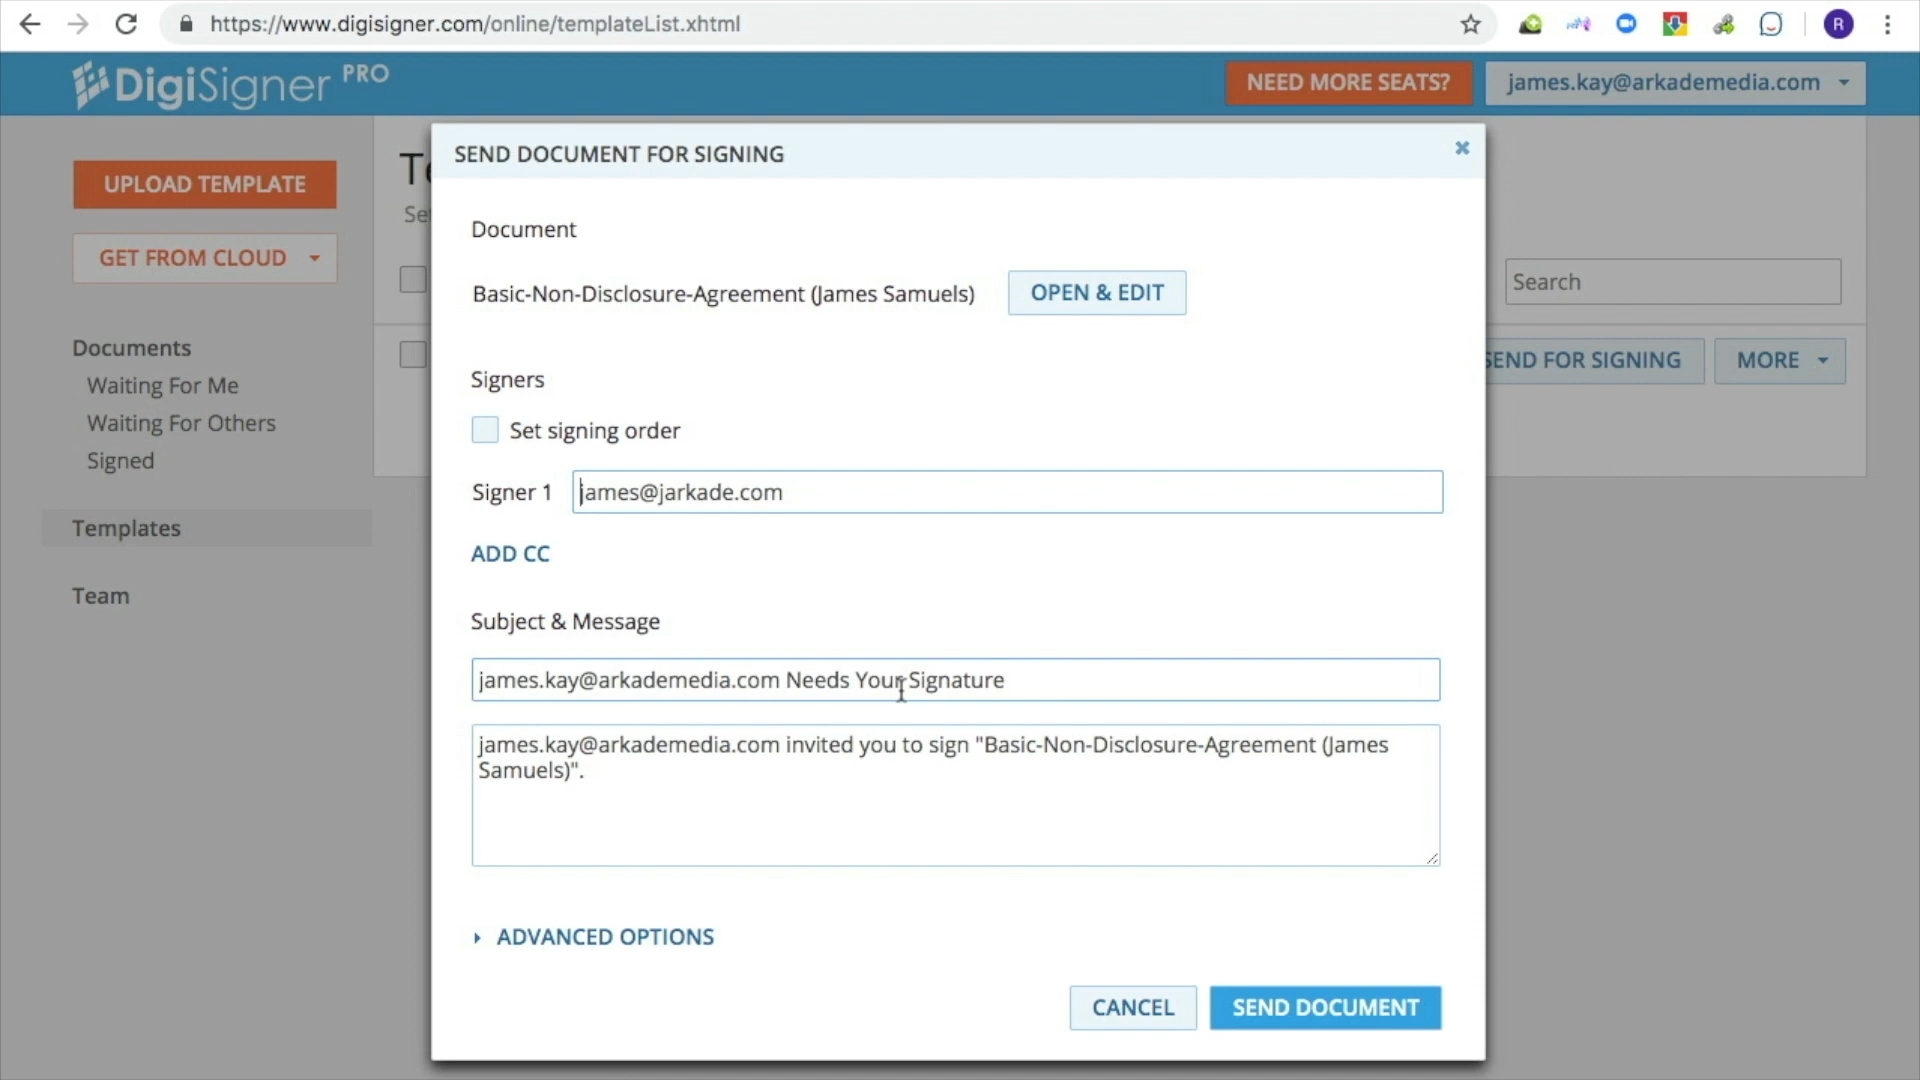 https://www.digisigner.com/online/templateList.xhtml
R
DigiSigner PRO
NEED MORE SEATS?
james.kay@arkademedia.com
UPLOAD TEMPLATE
GET FROM CLOUD
Documents
Waiting For Me
Waiting For Others
Signed
Templates
Team
Te
Set
Search
SEND FOR SIGNING
MORE
SEND DOCUMENT FOR SIGNING
Document
Basic-Non-Disclosure-Agreement (James Samuels)
OPEN & EDIT
Signers
Set signing order
Signer 1
james@jarkade.com
ADD CC
Subject & Message
james.kay@arkademedia.com Needs Your Signature
james.kay@arkademedia.com invited you to sign "Basic-Non-Disclosure-Agreement (James
Samuels)".
ADVANCED OPTIONS
CANCEL
SEND DOCUMENT